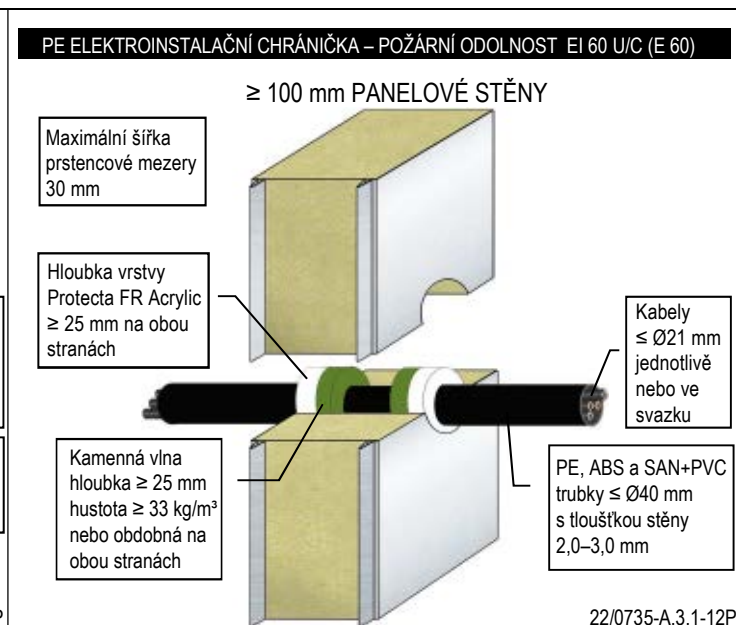 PE ELEKTROINSTALAČNÍ CHRÁNIČKA – POŽÁRNÍ ODOLNOST EI 60 U/C (E 60)
≥ 100 mm PANELOVÉ STĚNY
Maximální šířka
prstencové mezery
30 mm
Hloubka vrstvy
Protecta FR Acrylic
≥ 25 mm na obou
stranách
Kabely
≤ Ø21 mm
jednotlivě
nebo ve
svazku
Kamenná vlna
hloubka ≥ 25 mm
hustota ≥ 33 kg/m³
nebo obdobná na
obou stranách
PE, ABS a SAN+PVC
trubky ≤ Ø40 mm
s tloušťkou stěny
2,0–3,0 mm
P
22/0735-A.3.1-12P